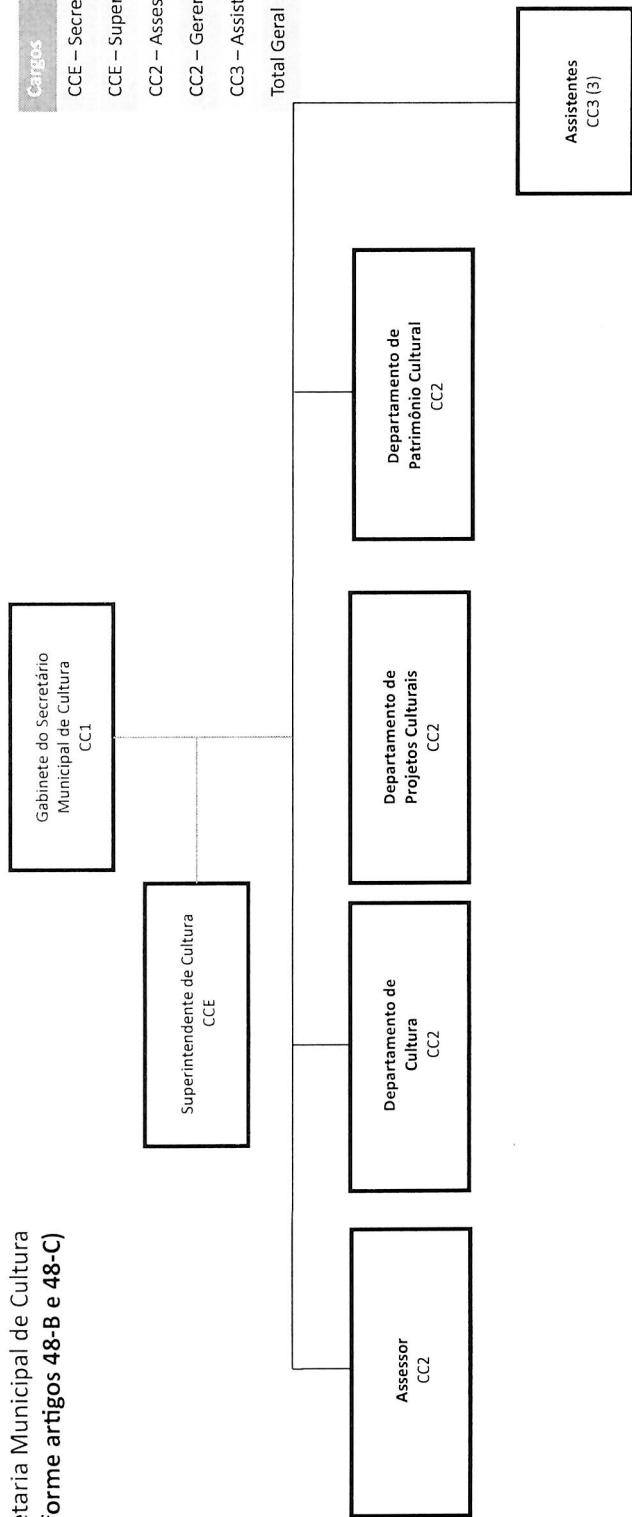 etaria Municipal de Cultura
forme artigos 48-B e 48-C)
Gabinete do Secretário
Municipal de Cultura
CC1
Superintendente de Cultura
CCE
Assessor
CC2
Departamento de
Cultura
CC2
Departamento de
Projetos Culturais
CC2
Departamento de
Patrimônio Cultural
CC2
Assistentes
CC3 (3)
Cargos
CCE – Secre
CCE – Super
CC2 – Asses
CC2 – Geren
CC3 – Assist
Total Geral